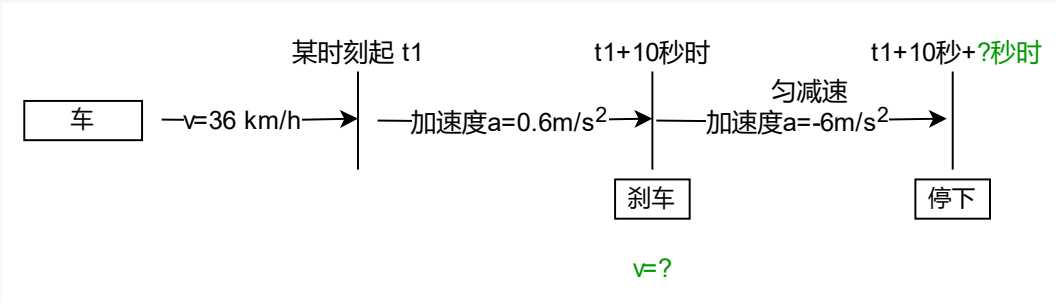 某时刻起 t1
t1+10秒时
t1+10秒+?秒时
车
v=36 km/h
加速度a=0.6m/s²
匀减速
加速度a=-6m/s²
刹车
停下
v=?